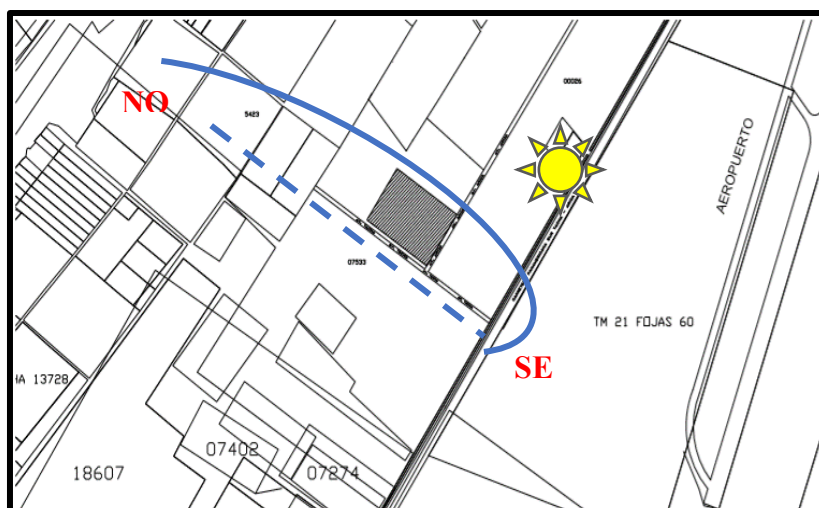 NO
5423
00026
AEROPUERTO
07533
TM 21 FOJAS 60
SE
HA 13728
07402
18607
07274